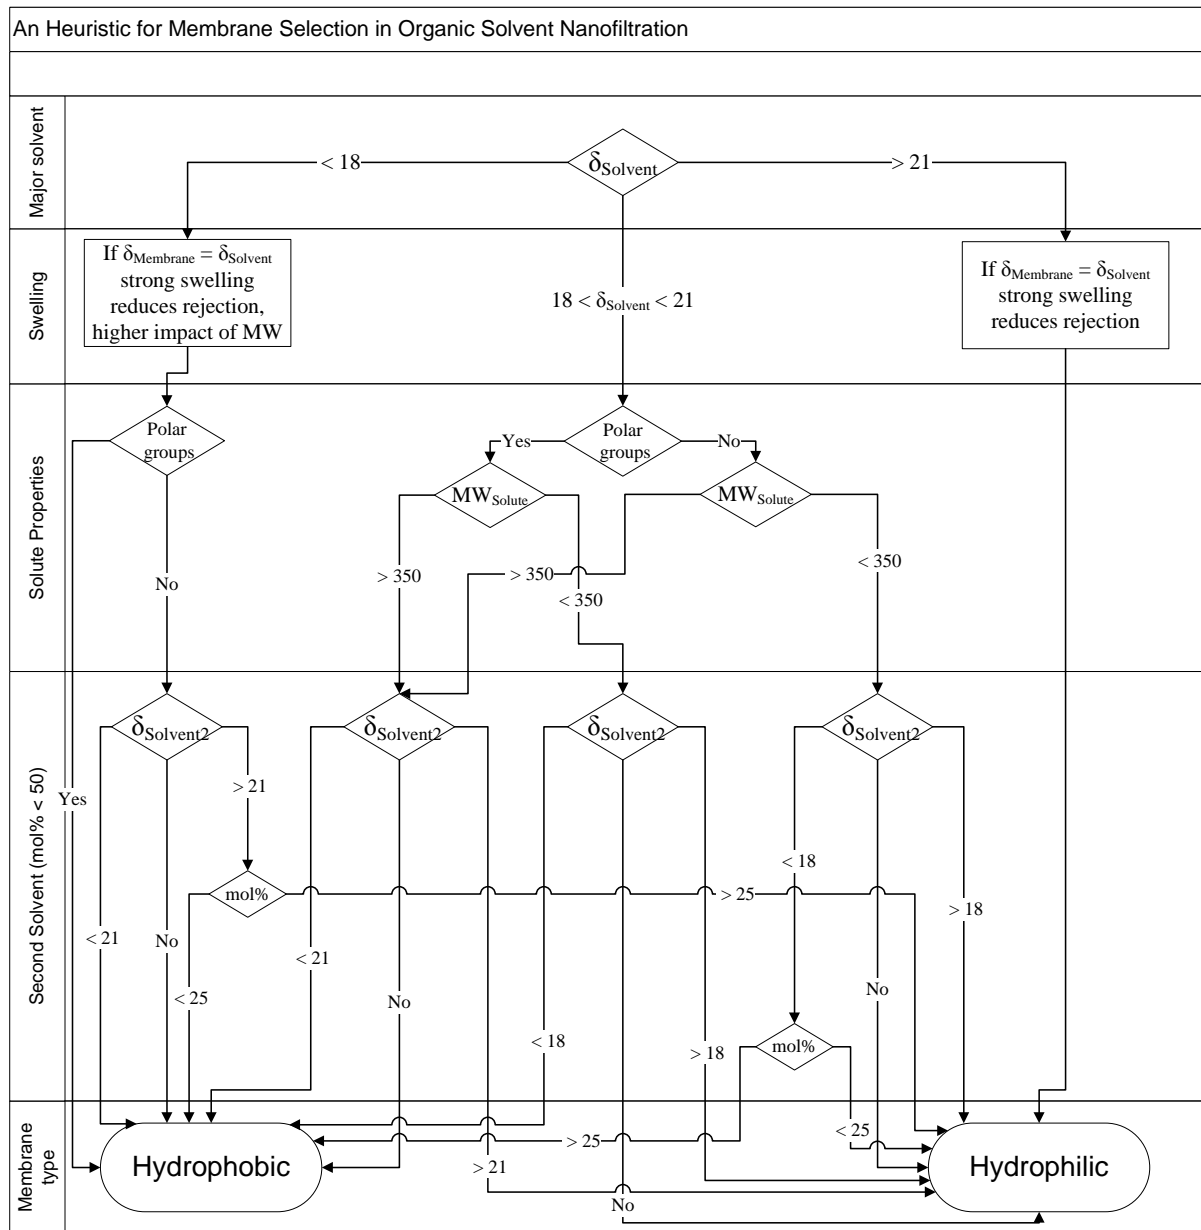 An Heuristic for Membrane Selection in Organic Solvent Nanofiltration
Major solvent
< 18
δSolvent
> 21
Swelling
If δMembrane = δSolvent
strong swelling
reduces rejection,
higher impact of MW
18 < δSolvent < 21
If δMembrane = δSolvent
strong swelling
reduces rejection
Solute Properties
Polar
groups
Yes
Polar
groups
No
MWSolute
MWSolute
No
> 350
< 350
> 350
< 350
Second Solvent (mol% < 50)
δSolvent2
δSolvent2
δSolvent2
δSolvent2
Yes
> 21
< 18
mol%
> 25
> 18
< 21
No
< 21
< 25
No
No
< 18
> 18
mol%
Membrane
type
> 25
< 25
Hydrophobic
> 21
No
Hydrophilic